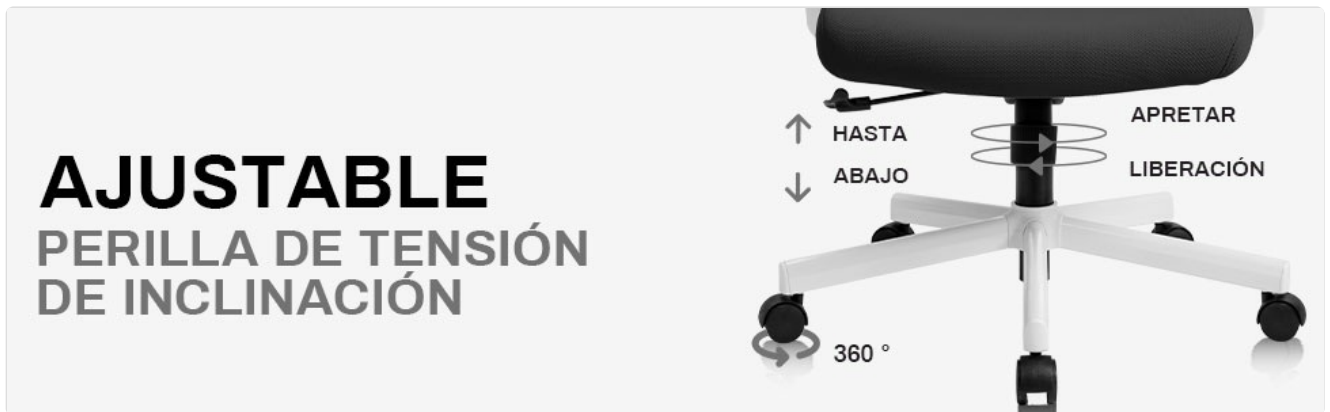 AJUSTABLE
PERILLA DE TENSIÓN
DE INCLINACIÓN
HASTA
ABAJO
APRETAR
LIBERACIÓN
360 °